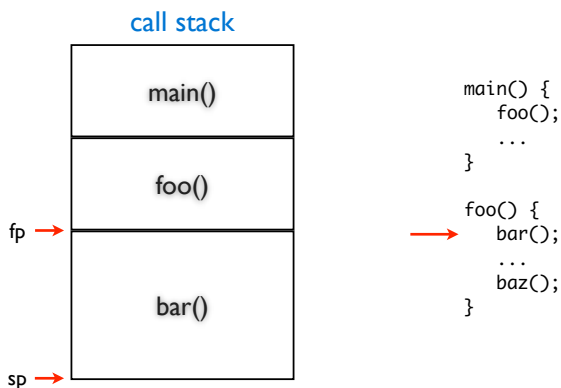 call stack
main()
foo()
fp
bar()
sp
main() {
foo();
...
}
foo() {
bar();
...
baz();
}